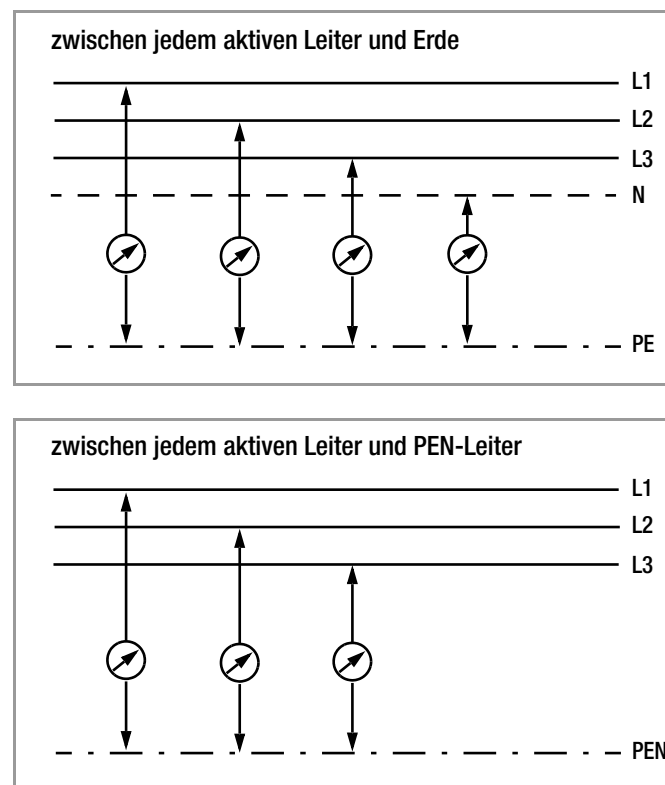 zwischen jedem aktiven Leiter und Erde
L1
L2
L3
N
PE
zwischen jedem aktiven Leiter und PEN-Leiter
L1
L2
L3
PEN